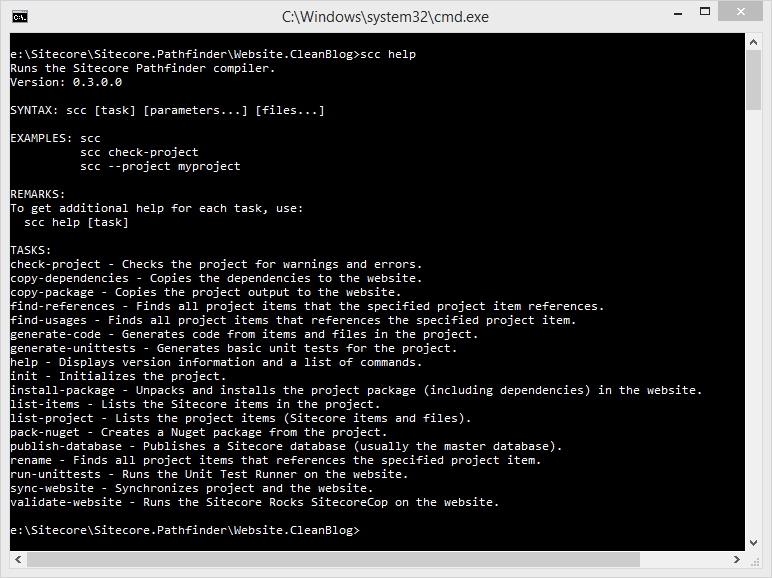 C:\Windows\system32\cmd.exe
e:\Sitecore\Sitecore.Pathfinder\Website.CleanBlog>scc help
Runs the Sitecore Pathfinder compiler.
Version: 0.3.0.0
SYNTAX: scc [task] [parameters...] [files...]
EXAMPLES: scc
scc check-project
scc --project myproject
REMARKS:
To get additional help for each task, use:
scc help [task]
TASKS:
check-project - Checks the project for warnings and errors.
copy-dependencies - Copies the dependencies to the website.
copy-package - Copies the project output to the website.
find-references - Finds all project items that the specified project item references.
find-usages - Finds all project items that references the specified project item.
generate-code - Generates code from items and files in the project.
generate-unittests - Generates basic unit tests for the project.
help - Displays version information and a list of commands.
init - Initializes the project.
install-package - Unpacks and installs the project package (including dependencies) in the website.
list-items - Lists the Sitecore items in the project.
list-project - Lists the project items (Sitecore items and files).
pack-nuget - Creates a Nuget package from the project.
publish-database - Publishes a Sitecore database (usually the master database).
rename - Finds all project items that references the specified project item.
run-unittests - Runs the Unit Test Runner on the website.
sync-website - Synchronizes project and the website.
validate-website - Runs the Sitecore Rocks SitecoreCop on the website.
e:\Sitecore\Sitecore.Pathfinder\Website.CleanBlog>